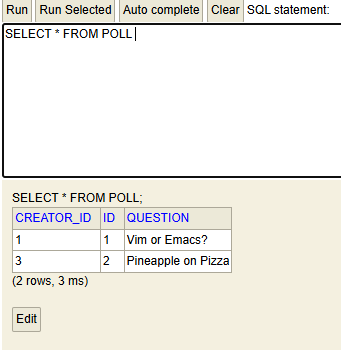 Run Run Selected Auto complete Clear SQL statement:
SELECT * FROM POLL
SELECT * FROM POLL;
CREATOR_ID ID QUESTION
1 1 Vim or Emacs?
3 2 Pineapple on Pizza
(2 rows, 3 ms)
Edit